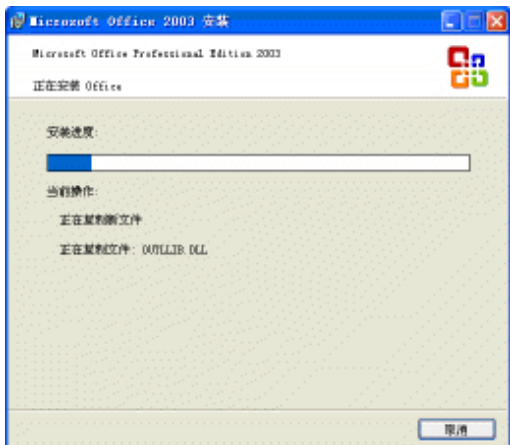 Microsoft Office 2003 安装
Microsoft Office Professional Edition 2003
正在安装 Office
安装进度:
当前操作:
正在复制新文件
正在复制文件: OUTLLIB.DLL
取消